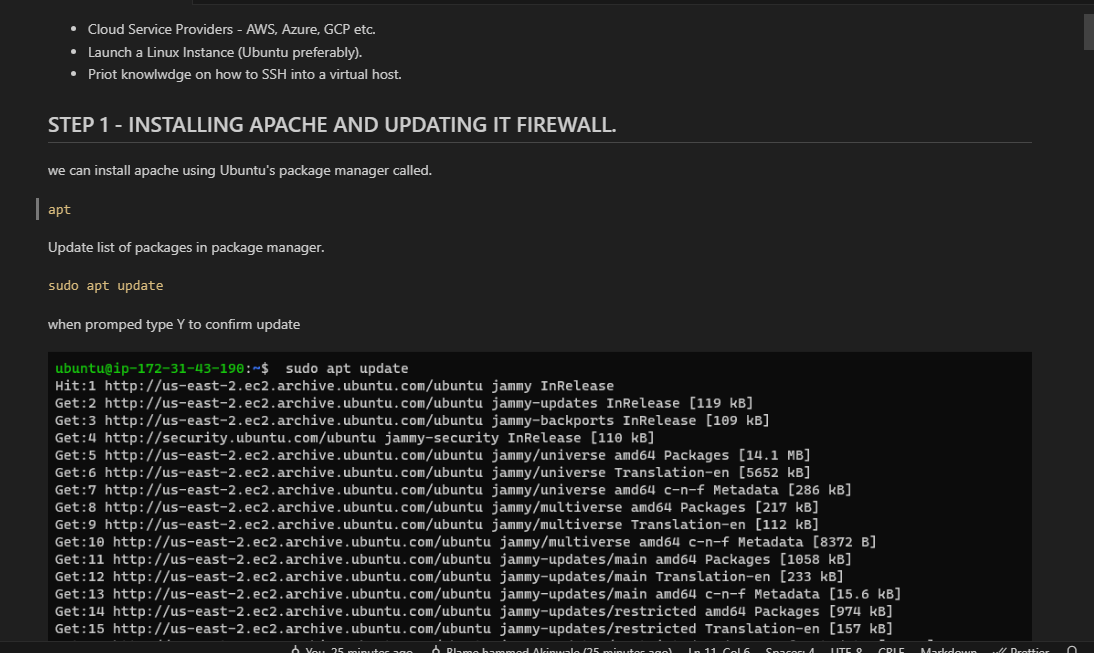 Cloud Service Providers - AWS, Azure, GCP etc.
Launch a Linux Instance (Ubuntu preferably).
Priot knowlwdge on how to SSH into a virtual host.
STEP 1 - INSTALLING APACHE AND UPDATING IT FIREWALL.
we can install apache using Ubuntu's package manager called.
apt
Update list of packages in package manager.
sudo apt update
when promped type Y to confirm update
ubuntu@ip-172-31-43-190:~$  sudo apt update
Hit:1 http://us-east-2.ec2.archive.ubuntu.com/ubuntu jammy InRelease
Get:2 http://us-east-2.ec2.archive.ubuntu.com/ubuntu jammy-updates InRelease [119 kB]
Get:3 http://us-east-2.ec2.archive.ubuntu.com/ubuntu jammy-backports InRelease [109 kB]
Get:4 http://security.ubuntu.com/ubuntu jammy-security InRelease [110 kB]
Get:5 http://us-east-2.ec2.archive.ubuntu.com/ubuntu jammy/universe amd64 Packages [14.1 MB]
Get:6 http://us-east-2.ec2.archive.ubuntu.com/ubuntu jammy/universe Translation-en [5652 kB]
Get:7 http://us-east-2.ec2.archive.ubuntu.com/ubuntu jammy/universe amd64 c-n-f Metadata [286 kB]
Get:8 http://us-east-2.ec2.archive.ubuntu.com/ubuntu jammy/multiverse amd64 Packages [217 kB]
Get:9 http://us-east-2.ec2.archive.ubuntu.com/ubuntu jammy/multiverse Translation-en [112 kB]
Get:10 http://us-east-2.ec2.archive.ubuntu.com/ubuntu jammy/multiverse amd64 c-n-f Metadata [8372 B]
Get:11 http://us-east-2.ec2.archive.ubuntu.com/ubuntu jammy-updates/main amd64 Packages [1058 kB]
Get:12 http://us-east-2.ec2.archive.ubuntu.com/ubuntu jammy-updates/main Translation-en [233 kB]
Get:13 http://us-east-2.ec2.archive.ubuntu.com/ubuntu jammy-updates/main amd64 c-n-f Metadata [15.6 kB]
Get:14 http://us-east-2.ec2.archive.ubuntu.com/ubuntu jammy-updates/restricted amd64 Packages [974 kB]
Get:15 http://us-east-2.ec2.archive.ubuntu.com/ubuntu jammy-updates/restricted Translation-en [157 kB]
You, 25 minutes ago Blame hammed Akinwale (25 minutes ago) Ln 11, Col 6 Spaces: 4 UTF-8 CRLF Markdown Prettier